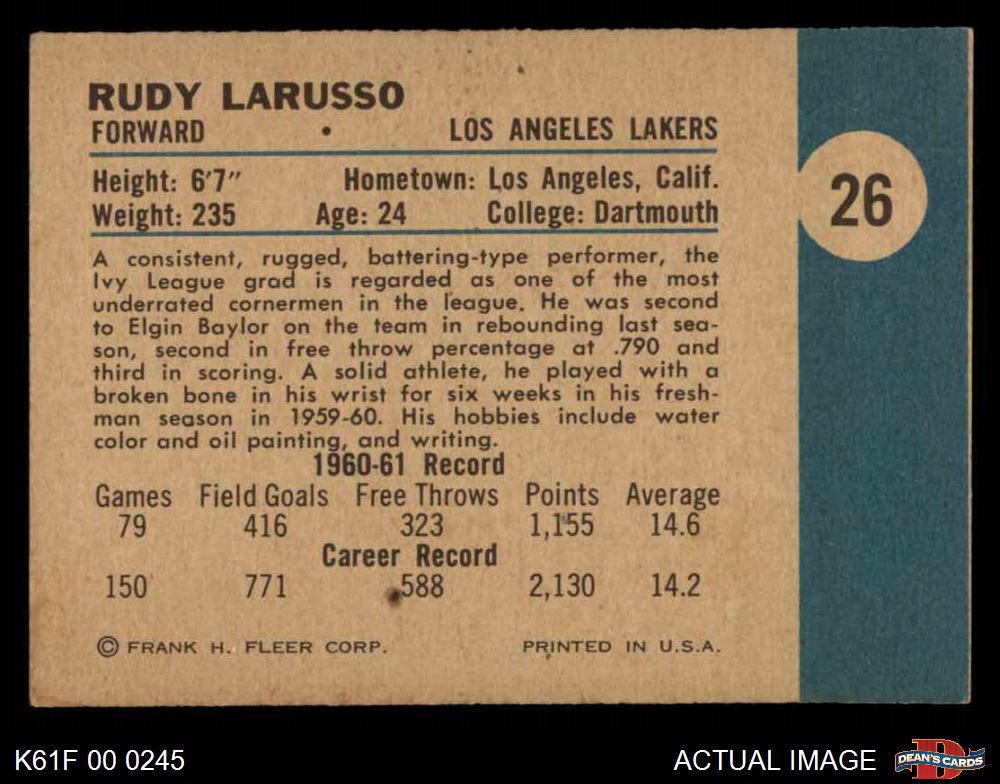 RUDY LARUSSO
FORWARD • LOS ANGELES LAKERS
Height: 6'7" Hometown: Los Angeles, Calif.
Weight: 235 Age: 24 College: Dartmouth
26
A consistent, rugged, battering-type performer, the
Ivy League grad is regarded as one of the most
underrated cornermen in the league. He was second
to Elgin Baylor on the team in rebounding last sea-
son, second in free throw percentage at .790 and
third in scoring. A solid athlete, he played with a
broken bone in his wrist for six weeks in his fresh-
man season in 1959-60. His hobbies include water
color and oil painting, and writing.
1960-61 Record
Games Field Goals Free Throws Points Average
79 416 323 1,155 14.6
Career Record
150 771 588 2,130 14.2
© FRANK H. FLEER CORP. PRINTED IN U.S.A.
K61F 00 0245 ACTUAL IMAGE DEAN'S CARDS